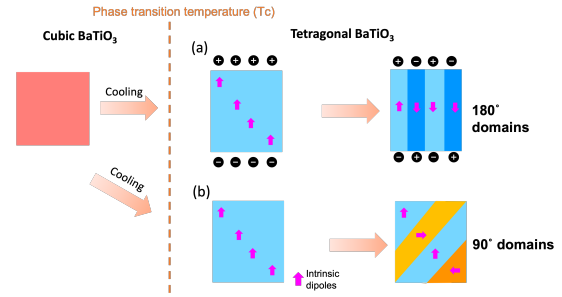 Phase transition temperature (Tc)
Cubic BaTiO₃
Tetragonal BaTiO₃
(a)
+ + + +
+ − + −
Cooling
180˚
domains
− − − −
− + − +
Cooling
(b)
90˚ domains
Intrinsic
dipoles